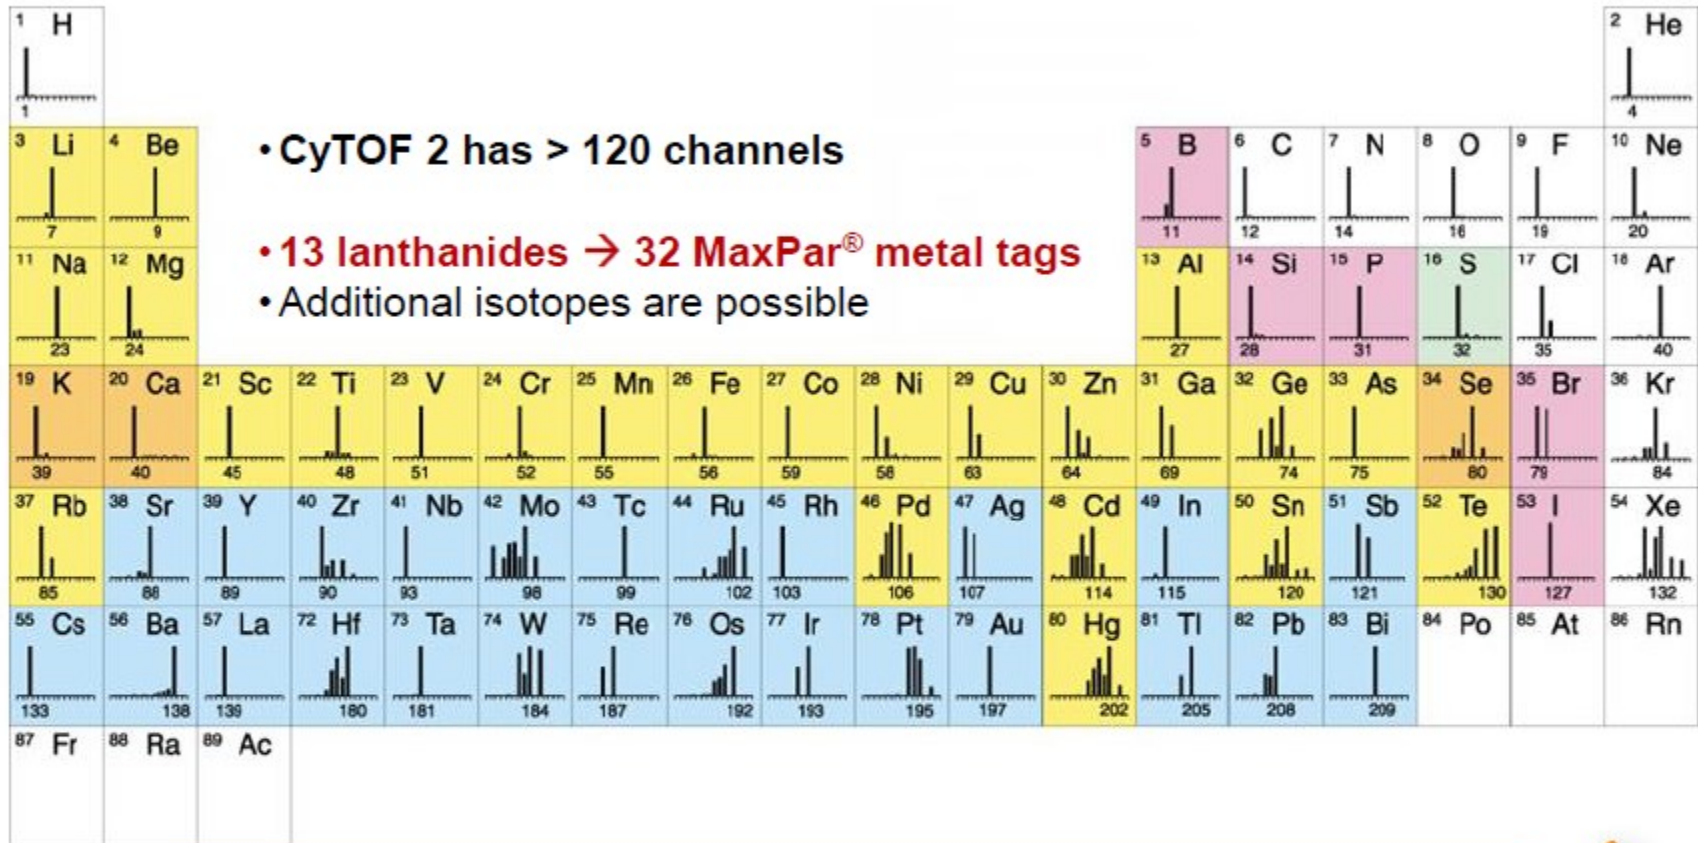 1 H 2 He
1 4
• CyTOF 2 has > 120 channels
• 13 lanthanides → 32 MaxPar® metal tags
• Additional isotopes are possible
3 Li 4 Be 5 B 6 C 7 N 8 O 9 F 10 Ne
7 9 11 12 14 16 19 20
11 Na 12 Mg 13 Al 14 Si 15 P 16 S 17 Cl 18 Ar
23 24 27 28 31 32 35 40
19 K 20 Ca 21 Sc 22 Ti 23 V 24 Cr 25 Mn 26 Fe 27 Co 28 Ni 29 Cu 30 Zn 31 Ga 32 Ge 33 As 34 Se 35 Br 36 Kr
39 40 45 48 51 52 55 56 59 58 63 64 69 74 75 80 79 84
37 Rb 38 Sr 39 Y 40 Zr 41 Nb 42 Mo 43 Tc 44 Ru 45 Rh 46 Pd 47 Ag 48 Cd 49 In 50 Sn 51 Sb 52 Te 53 I 54 Xe
85 88 89 90 93 98 99 102 103 106 107 114 115 120 121 130 127 132
55 Cs 56 Ba 57 La 72 Hf 73 Ta 74 W 75 Re 76 Os 77 Ir 78 Pt 79 Au 80 Hg 81 Tl 82 Pb 83 Bi 84 Po 85 At 86 Rn
133 138 139 180 181 184 187 192 193 195 197 202 205 208 209
87 Fr 88 Ra 89 Ac